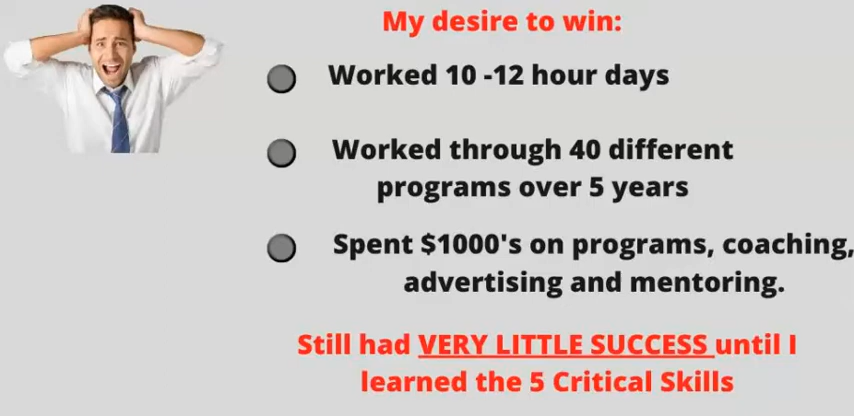 My desire to win:
Worked 10 -12 hour days
Worked through 40 different
programs over 5 years
Spent $1000's on programs, coaching,
advertising and mentoring.
Still had VERY LITTLE SUCCESS until I
learned the 5 Critical Skills